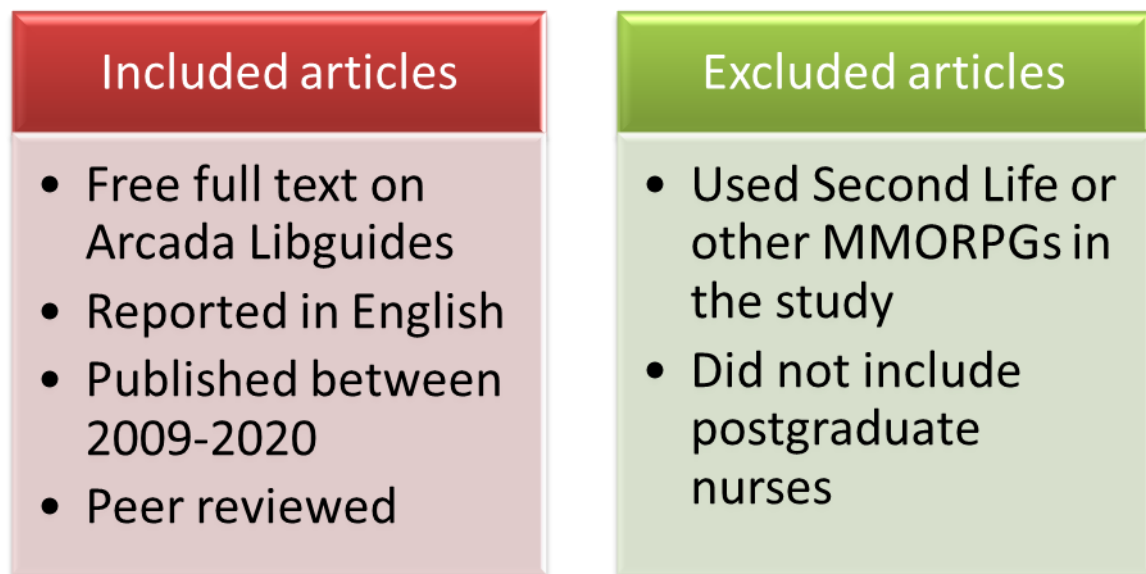 Included articles
• Free full text on
Arcada Libguides
• Reported in English
• Published between
2009-2020
• Peer reviewed
Excluded articles
• Used Second Life or
other MMORPGs in
the study
• Did not include
postgraduate
nurses